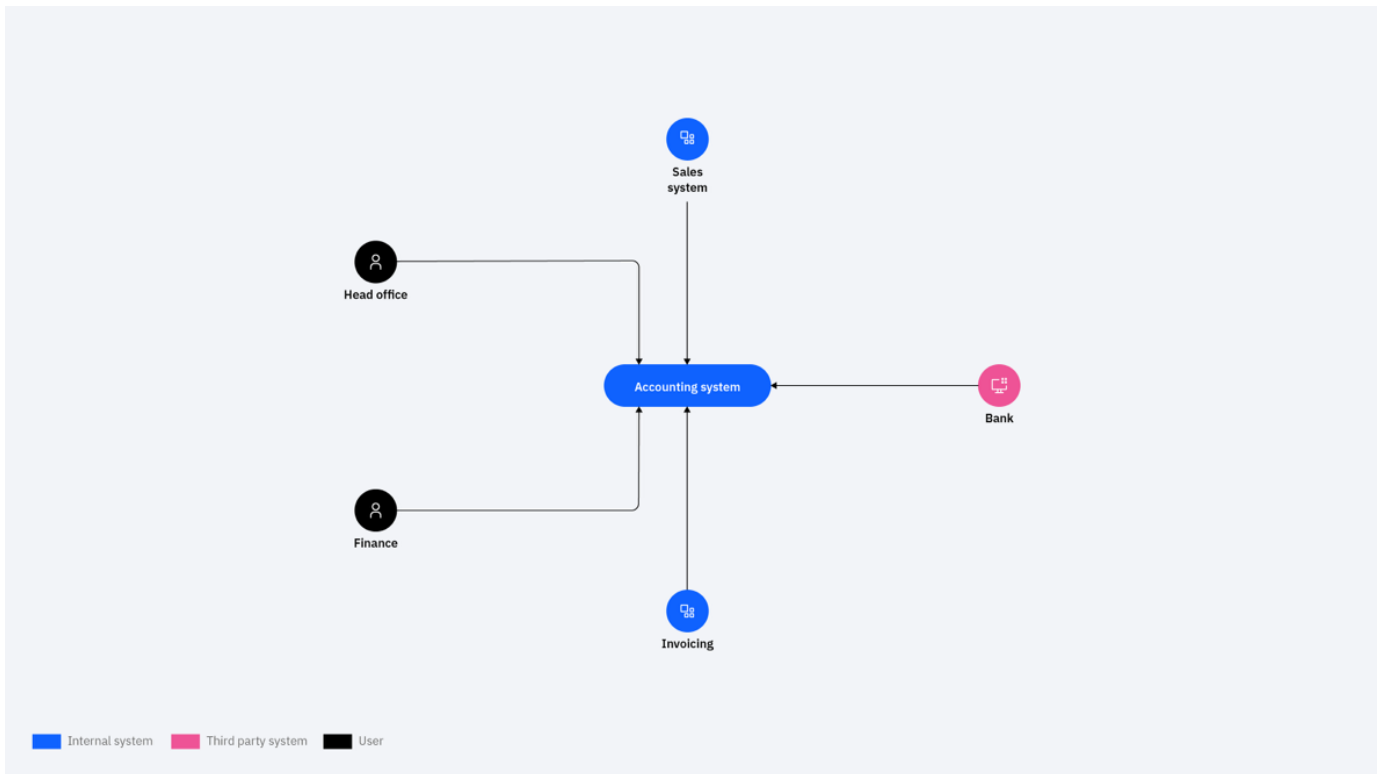 Sales
system
Head office
Accounting system
Bank
Finance
Invoicing
Internal system
Third party system
User